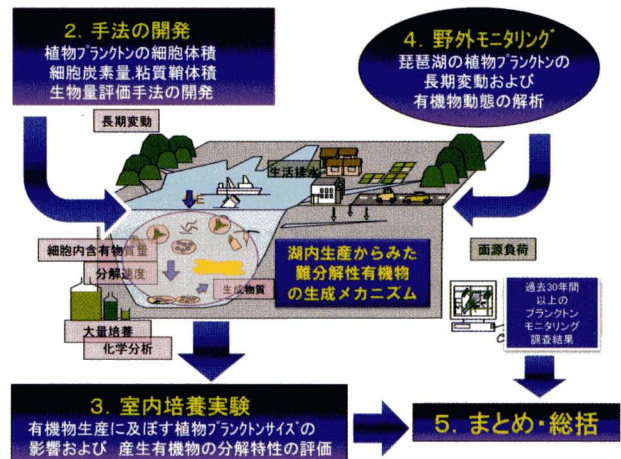 2. 手法の開発
植物プランクトンの細胞体積
細胞炭素量,粘質鞘体積
生物量評価手法の開発
4. 野外モニタリング
琵琶湖の植物プランクトンの
長期変動および
有機物動態の解析
長期変動
生活排水
細胞内含有物質量
分解速度
生成物質
湖内生産からみた
難分解性有機物
の生成メカニズム
面源負荷
大量培養
化学分析
過去30年間
以上の
プランクトン
モニタリング
調査結果
3. 室内培養実験
有機物生産に及ぼす植物プランクトンサイズの
影響および 産生有機物の分解特性の評価
5. まとめ・総括